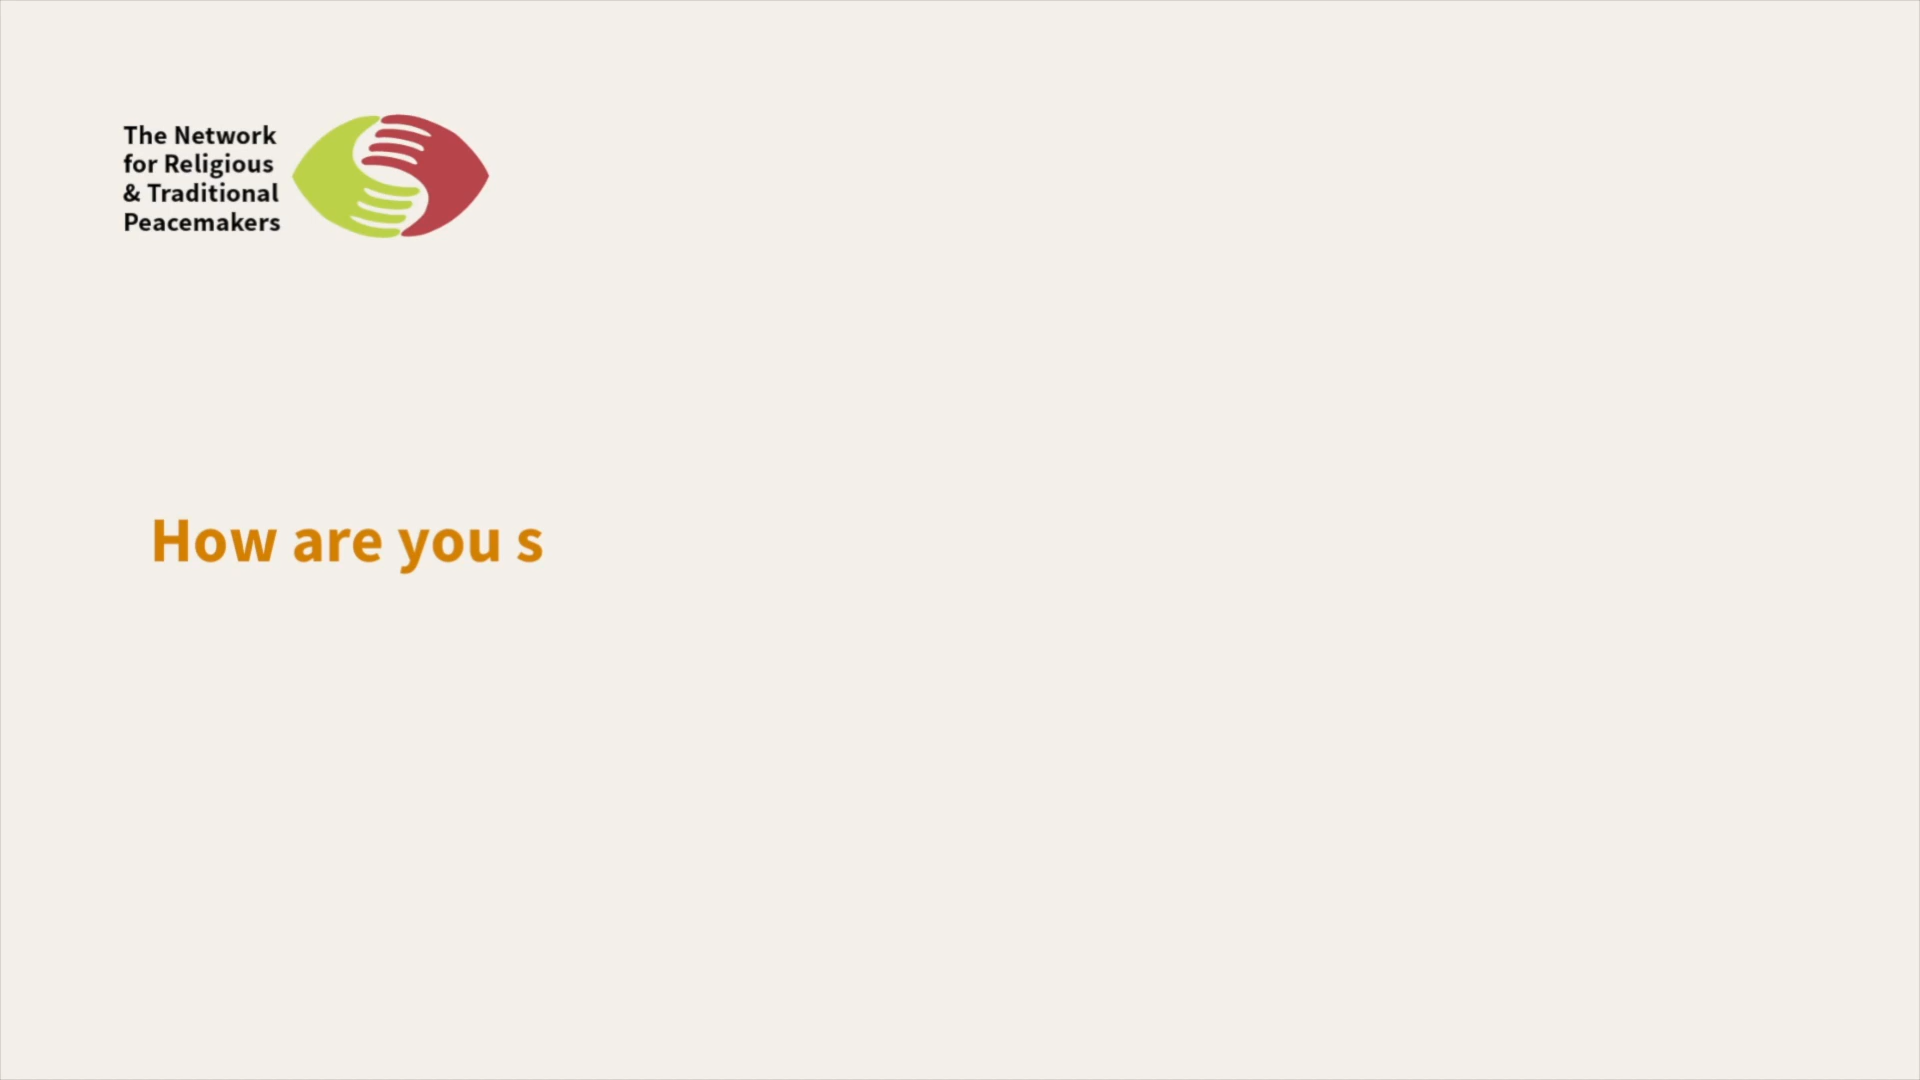 The Network
for Religious
& Traditional
Peacemakers
How are you s